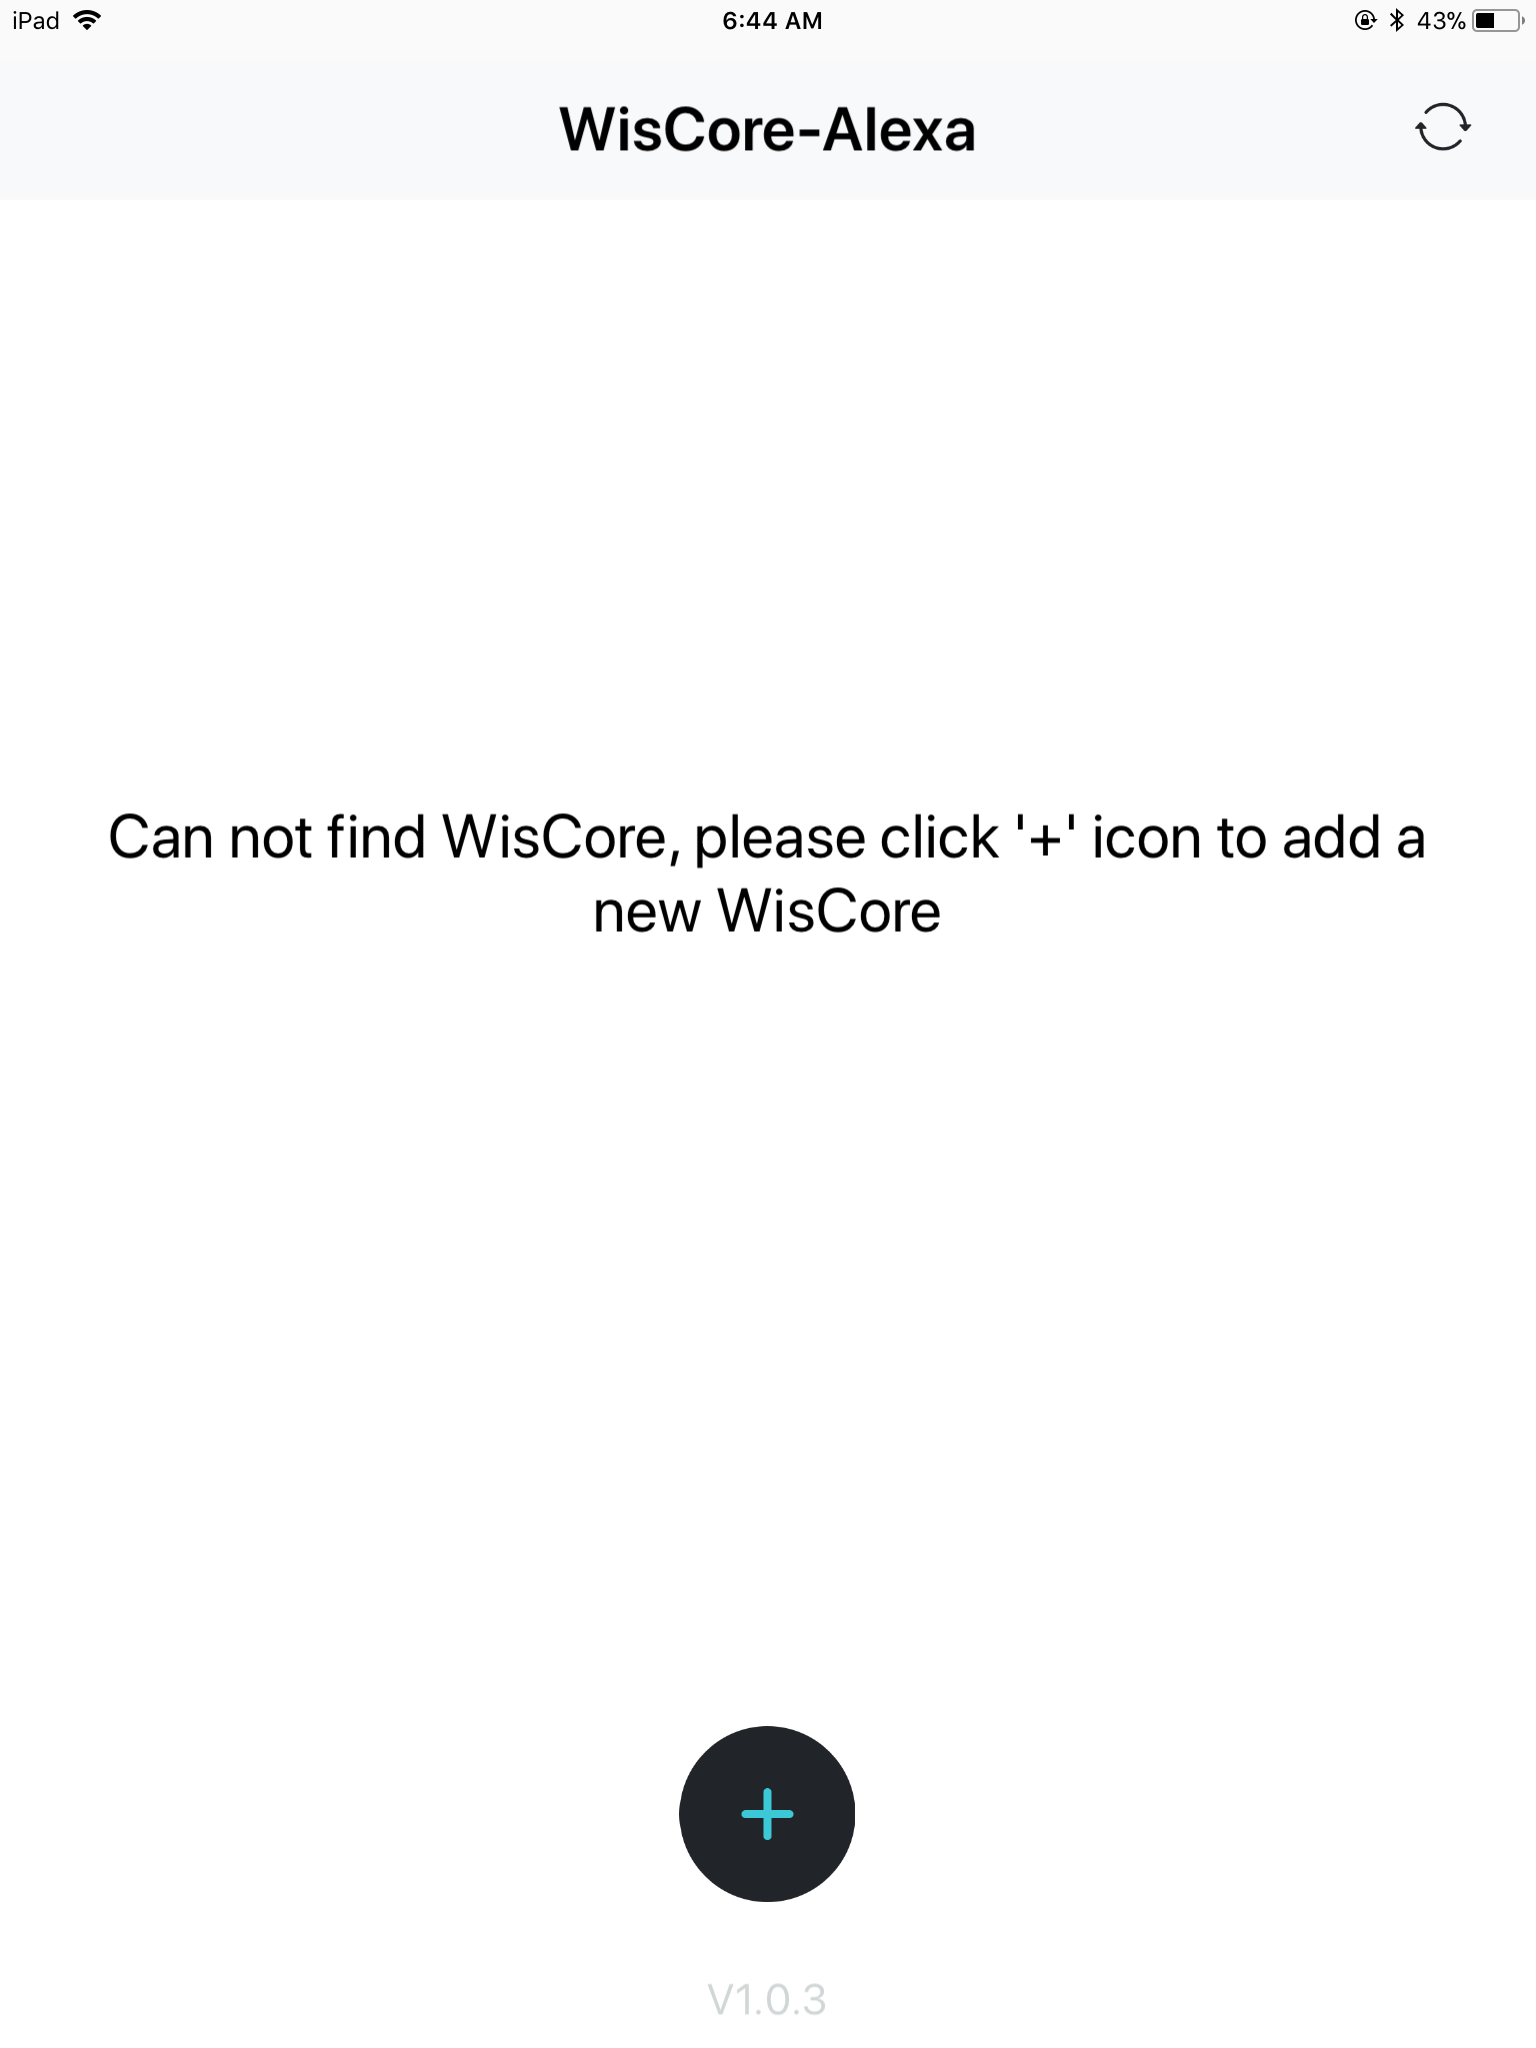 iPad 6:44 AM 43%
WisCore-Alexa
Can not find WisCore, please click '+' icon to add a
new WisCore
V1.0.3